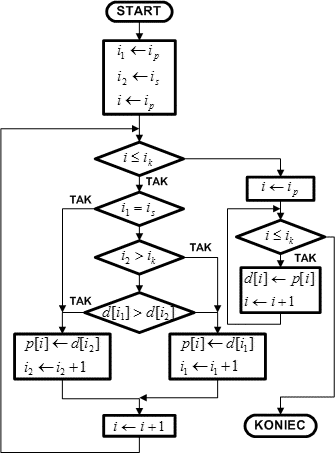 START
i₁ ← iₚ
i₂ ← iₛ
i ← iₚ
i ≤ iₖ
TAK
i₁ = iₛ
TAK
i₂ > iₖ
TAK
d[i₁] > d[i₂]
TAK
p[i] ← d[i₂]
i₂ ← i₂ + 1
p[i] ← d[i₁]
i₁ ← i₁ + 1
i ← i + 1
i ← iₚ
i ≤ iₖ
TAK
d[i] ← p[i]
i ← i + 1
KONIEC